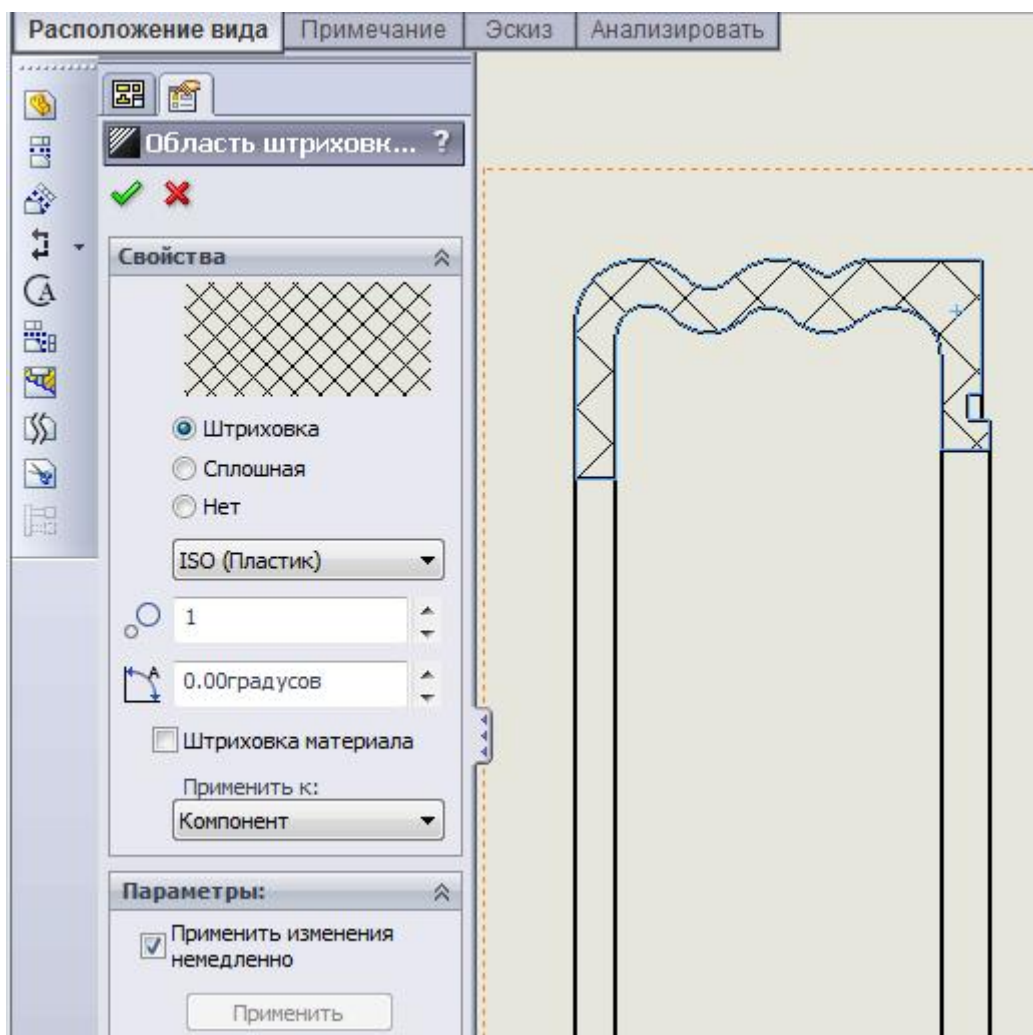 Расположение вида Примечание Эскиз Анализировать
Область штриховк... ?
Свойства
Штриховка
Сплошная
Нет
ISO (Пластик)
1
A
0.00градусов
Штриховка материала
Применить к:
Компонент
Параметры:
Применить изменения
немедленно
Применить